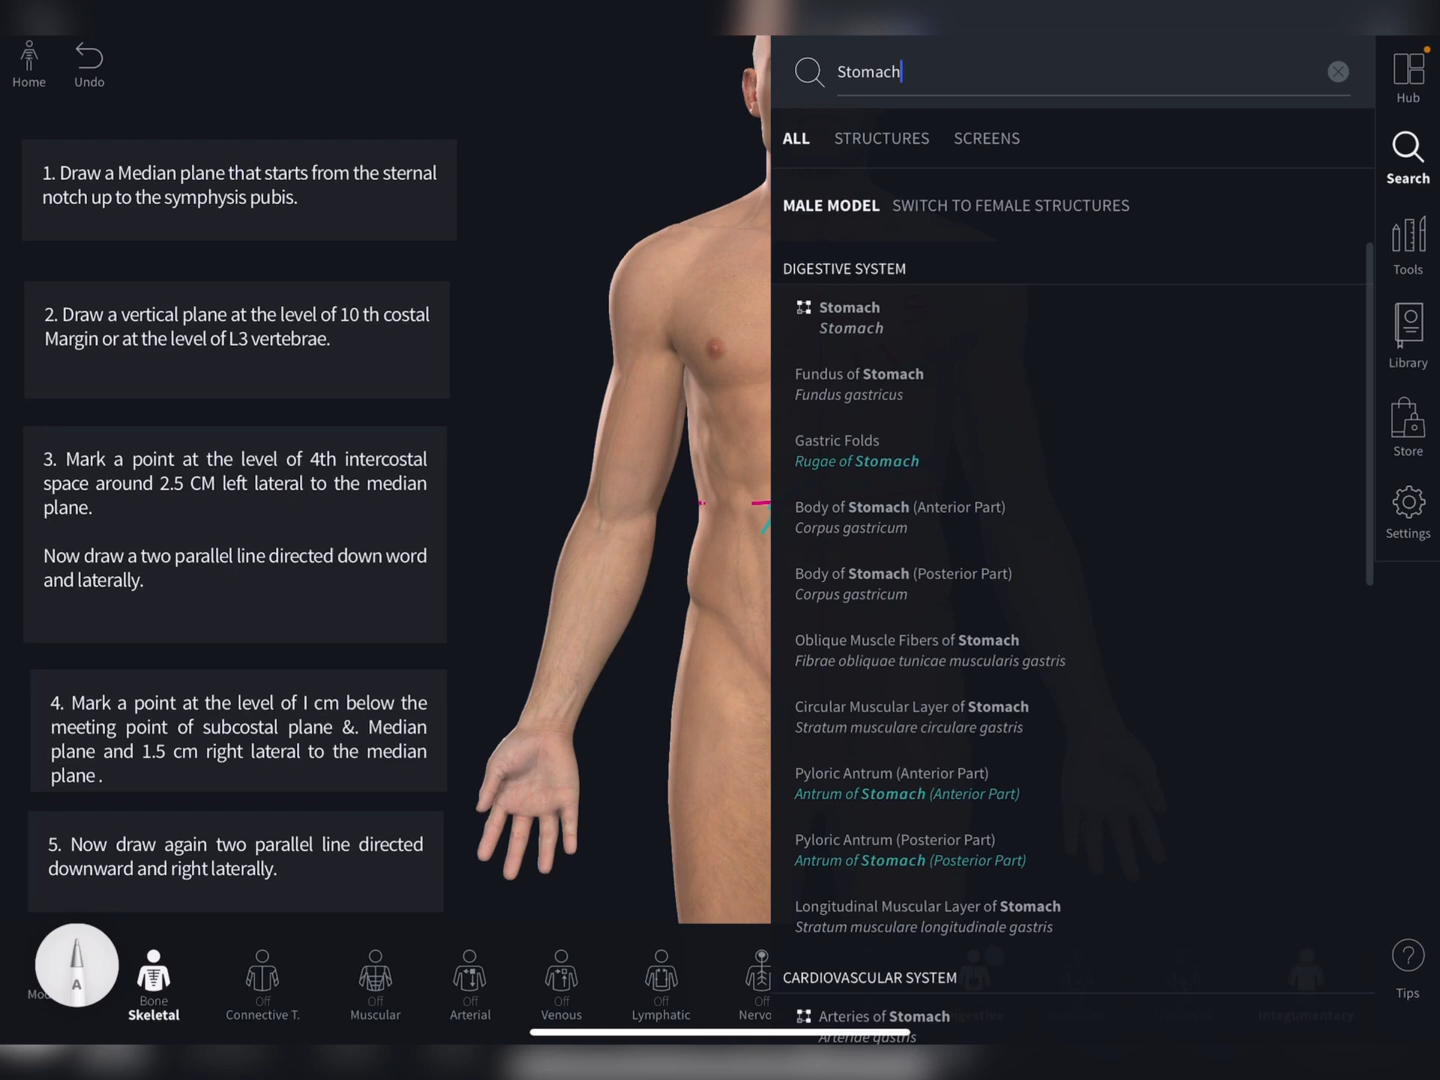 Home
Undo
Stomach
Hub
Search
Tools
Library
Store
Settings
Tips
1. Draw a Median plane that starts from the sternal
notch up to the symphysis pubis.
2. Draw a vertical plane at the level of 10 th costal
Margin or at the level of L3 vertebrae.
3. Mark a point at the level of 4th intercostal
space around 2.5 CM left lateral to the median
plane.
Now draw a two parallel line directed down word
and laterally.
4. Mark a point at the level of I cm below the
meeting point of subcostal plane &. Median
plane and 1.5 cm right lateral to the median
plane .
5. Now draw again two parallel line directed
downward and right laterally.
ALL STRUCTURES SCREENS
MALE MODEL SWITCH TO FEMALE STRUCTURES
DIGESTIVE SYSTEM
Stomach
Stomach
Fundus of Stomach
Fundus gastricus
Gastric Folds
Rugae of Stomach
Body of Stomach (Anterior Part)
Corpus gastricum
Body of Stomach (Posterior Part)
Corpus gastricum
Oblique Muscle Fibers of Stomach
Fibrae obliquae tunicae muscularis gastris
Circular Muscular Layer of Stomach
Stratum musculare circulare gastris
Pyloric Antrum (Anterior Part)
Antrum of Stomach (Anterior Part)
Pyloric Antrum (Posterior Part)
Antrum of Stomach (Posterior Part)
Longitudinal Muscular Layer of Stomach
Stratum musculare longitudinale gastris
CARDIOVASCULAR SYSTEM
Arteries of Stomach
Arteriae gastris
A
Bone
Skeletal
Off
Connective T.
Off
Muscular
Off
Arterial
Off
Venous
Off
Lymphatic
Off
Nervo
Integumentary